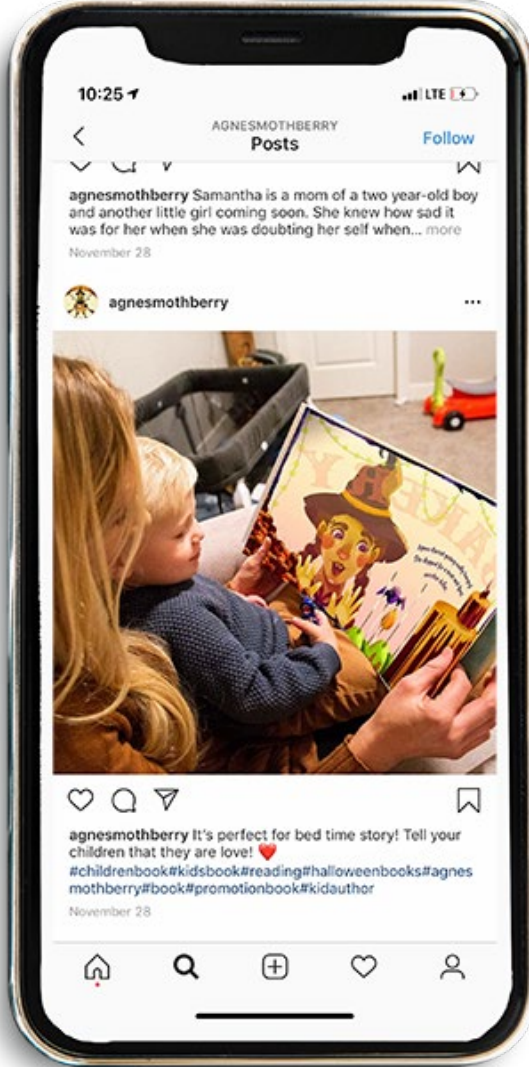 10:25
LTE
AGNESMOTHBERRY
Posts
Follow
agnesmothberry Samantha is a mom of a two year-old boy
and another little girl coming soon. She knew how sad it
was for her when she was doubting her self when... more
November 28
agnesmothberry
agnesmothberry It's perfect for bed time story! Tell your
children that they are love! ❤️
#childrenbook#kidsbook#reading#halloweenbooks#agnes
mothberry#book#promotionbook#kidauthor
November 28